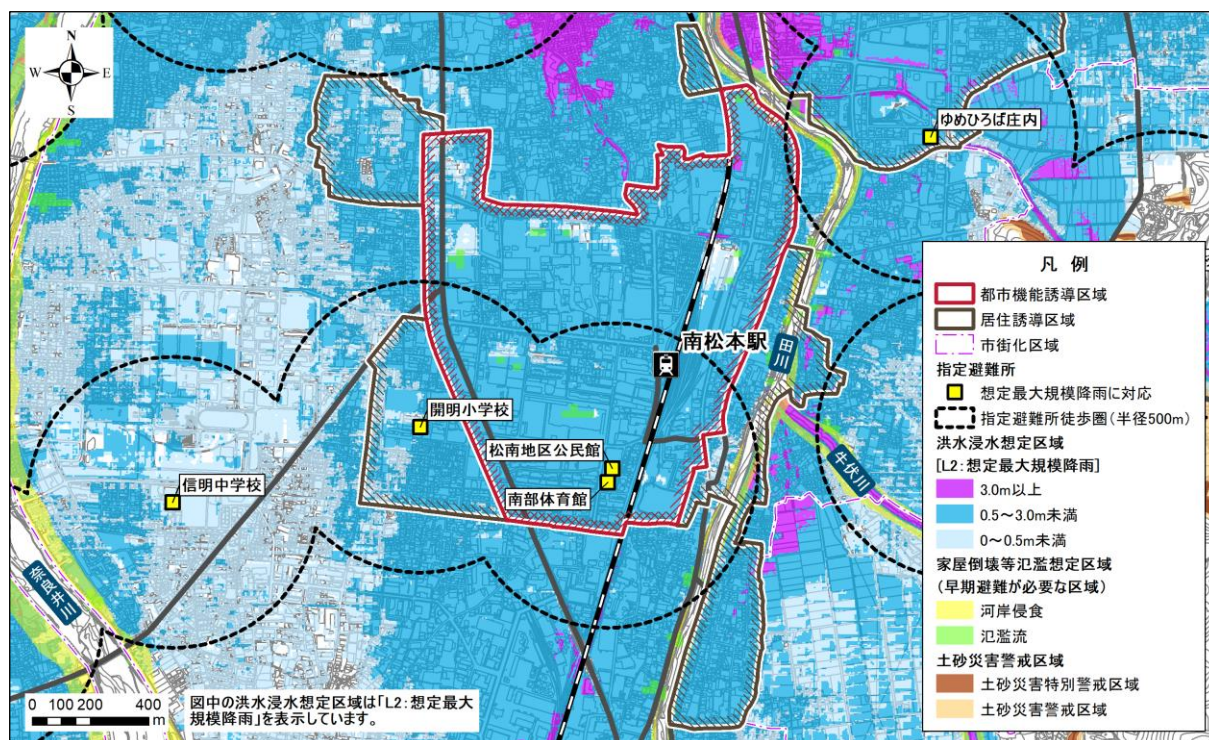 N
W E
S
ゆめひろば庄内
南松本駅
田川
開明小学校
松南地区公民館
南部体育館
信明中学校
牛伏川
奈良井川
0 100 200 400
m
図中の洪水浸水想定区域は「L2:想定最大
規模降雨」を表示しています。
凡 例
都市機能誘導区域
居住誘導区域
市街化区域
指定避難所
想定最大規模降雨に対応
指定避難所徒歩圏(半径500m)
洪水浸水想定区域
[L2:想定最大規模降雨]
3.0m以上
0.5~3.0m未満
0~0.5m未満
家屋倒壊等氾濫想定区域
(早期避難が必要な区域)
河岸侵食
氾濫流
土砂災害警戒区域
土砂災害特別警戒区域
土砂災害警戒区域